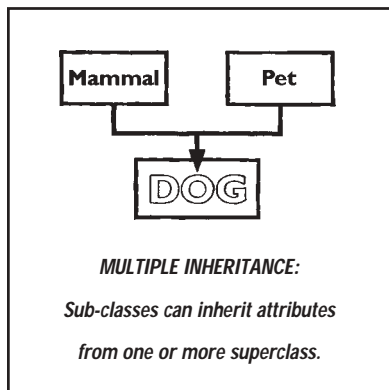 Mammal Pet
DOG
MULTIPLE INHERITANCE:
Sub-classes can inherit attributes
from one or more superclass.